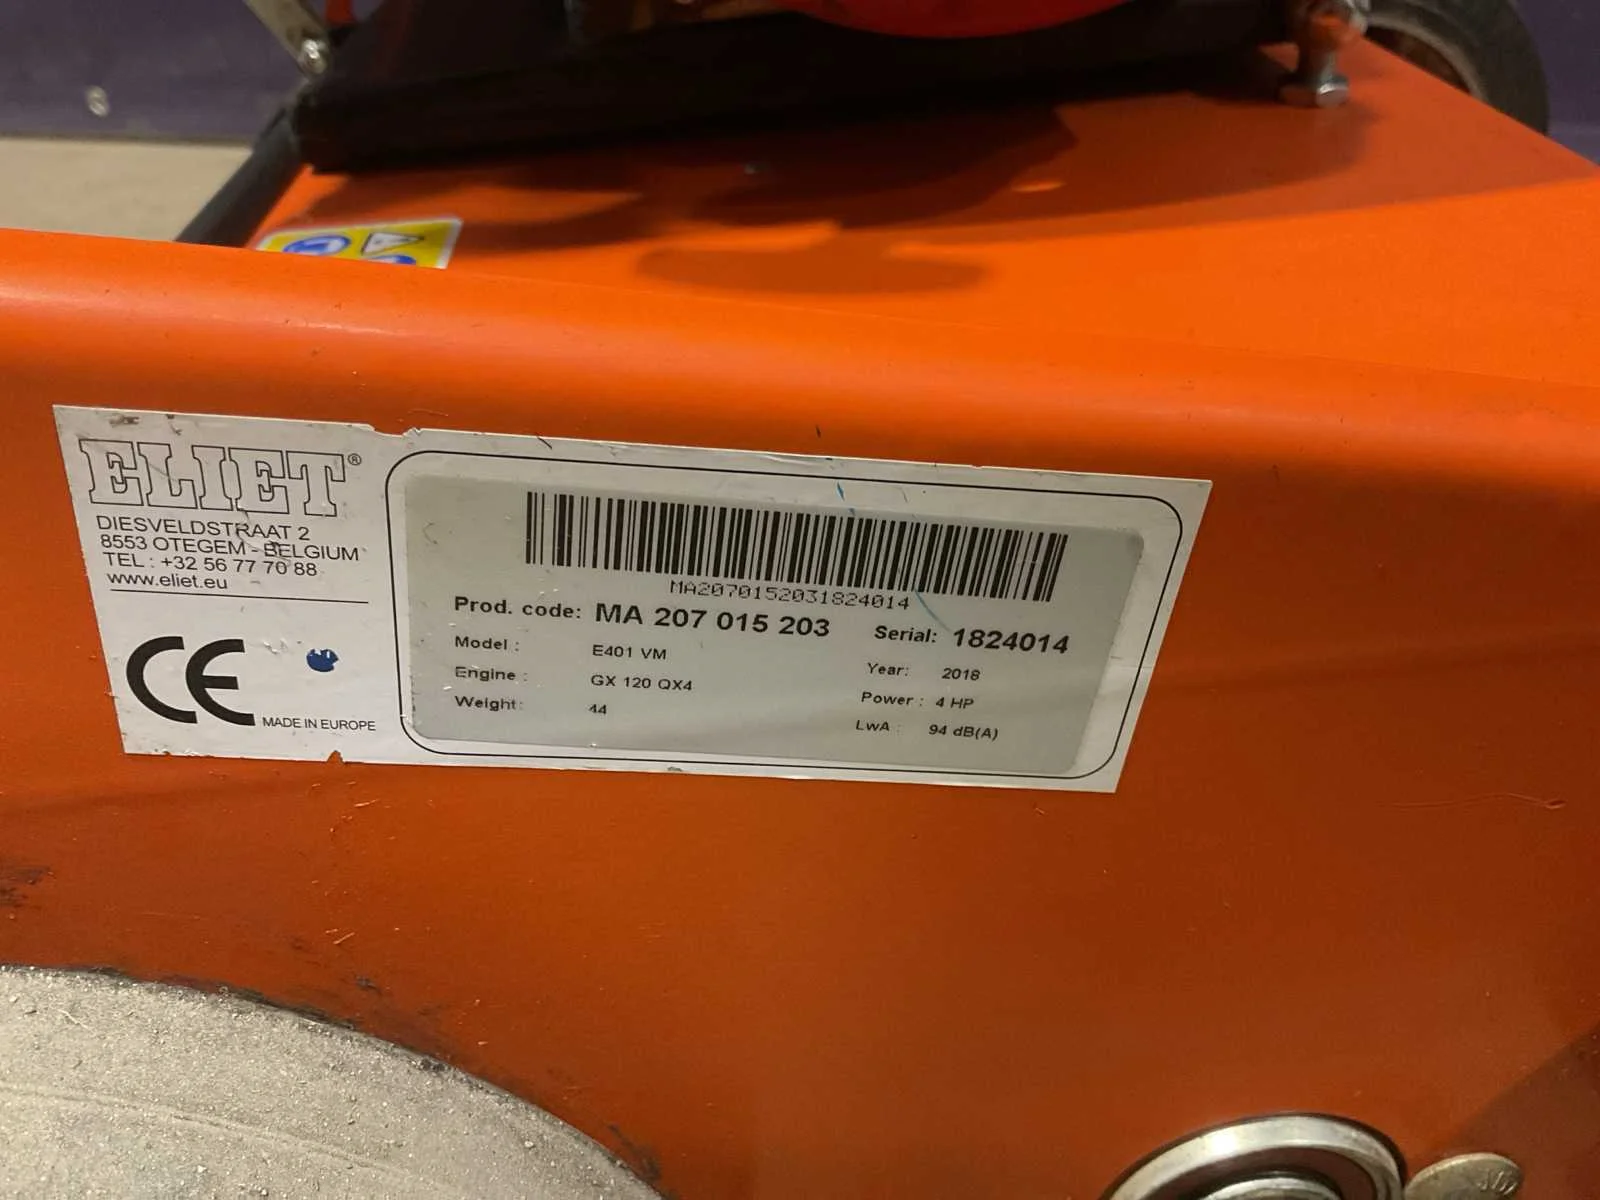 ELIET®
DIESVELDSTRAAT 2
8553 OTEGEM - BELGIUM
TEL : +32 56 77 70 88
www.eliet.eu
CE
MADE IN EUROPE
MA2070152031824014
Prod. code: MA 207 015 203
Serial: 1824014
Model : E401 VM
Year: 2018
Engine : GX 120 QX4
Power : 4 HP
Weight: 44
LwA : 94 dB(A)